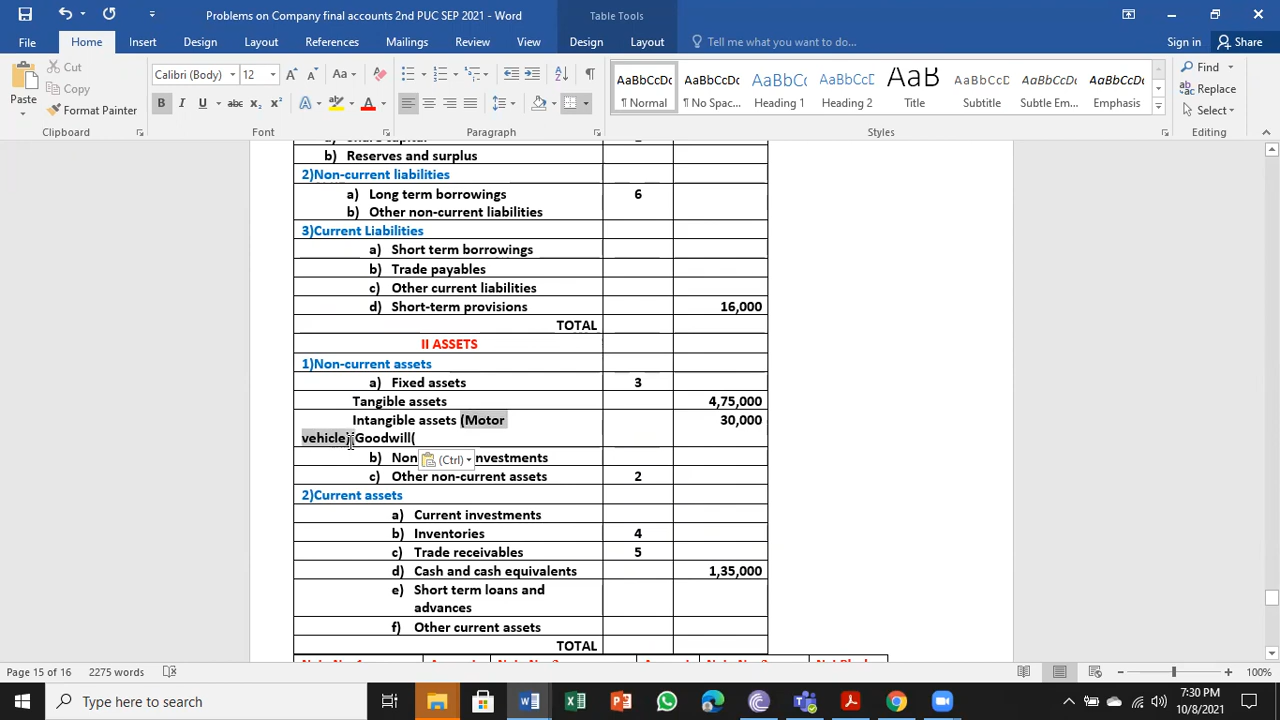 Problems on Company final accounts 2nd PUC SEP 2021 - Word
Table Tools
File Home Insert Design Layout References Mailings Review View Design Layout Tell me what you want to do... Sign in Share
Paste
Cut
Copy
Format Painter
Calibri (Body) 12
AaBbCcDc AaBbCcDc AaBbCc AaBbCcC AaB AaBbCcD AaBbCcDc AaBbCcDc
¶ Normal ¶ No Spac... Heading 1 Heading 2 Title Subtitle Subtle Em... Emphasis
Find
Replace
Select
Clipboard Font Paragraph Styles Editing
b) Reserves and surplus
2)Non-current liabilities
a) Long term borrowings 6
b) Other non-current liabilities
3)Current Liabilities
a) Short term borrowings
b) Trade payables
c) Other current liabilities
d) Short-term provisions 16,000
TOTAL
II ASSETS
1)Non-current assets
a) Fixed assets 3
Tangible assets 4,75,000
Intangible assets (Motor 30,000
vehicle) Goodwill(
b) Non nvestments
(Ctrl)
c) Other non-current assets 2
2)Current assets
a) Current investments
b) Inventories 4
c) Trade receivables 5
d) Cash and cash equivalents 1,35,000
e) Short term loans and
advances
f) Other current assets
TOTAL
Page 15 of 16 2275 words 100%
Type here to search
7:30 PM
10/8/2021